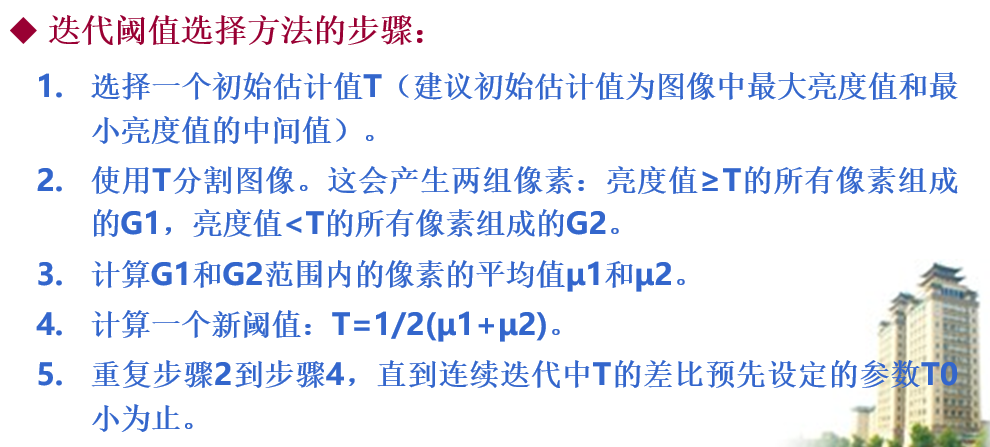 ◆ 迭代阈值选择方法的步骤：
1. 选择一个初始估计值T（建议初始估计值为图像中最大亮度值和最
小亮度值的中间值）。
2. 使用T分割图像。这会产生两组像素：亮度值≥T的所有像素组成
的G1，亮度值<T的所有像素组成的G2。
3. 计算G1和G2范围内的像素的平均值μ1和μ2。
4. 计算一个新阈值：T=1/2(μ1+μ2)。
5. 重复步骤2到步骤4，直到连续迭代中T的差比预先设定的参数T0
小为止。